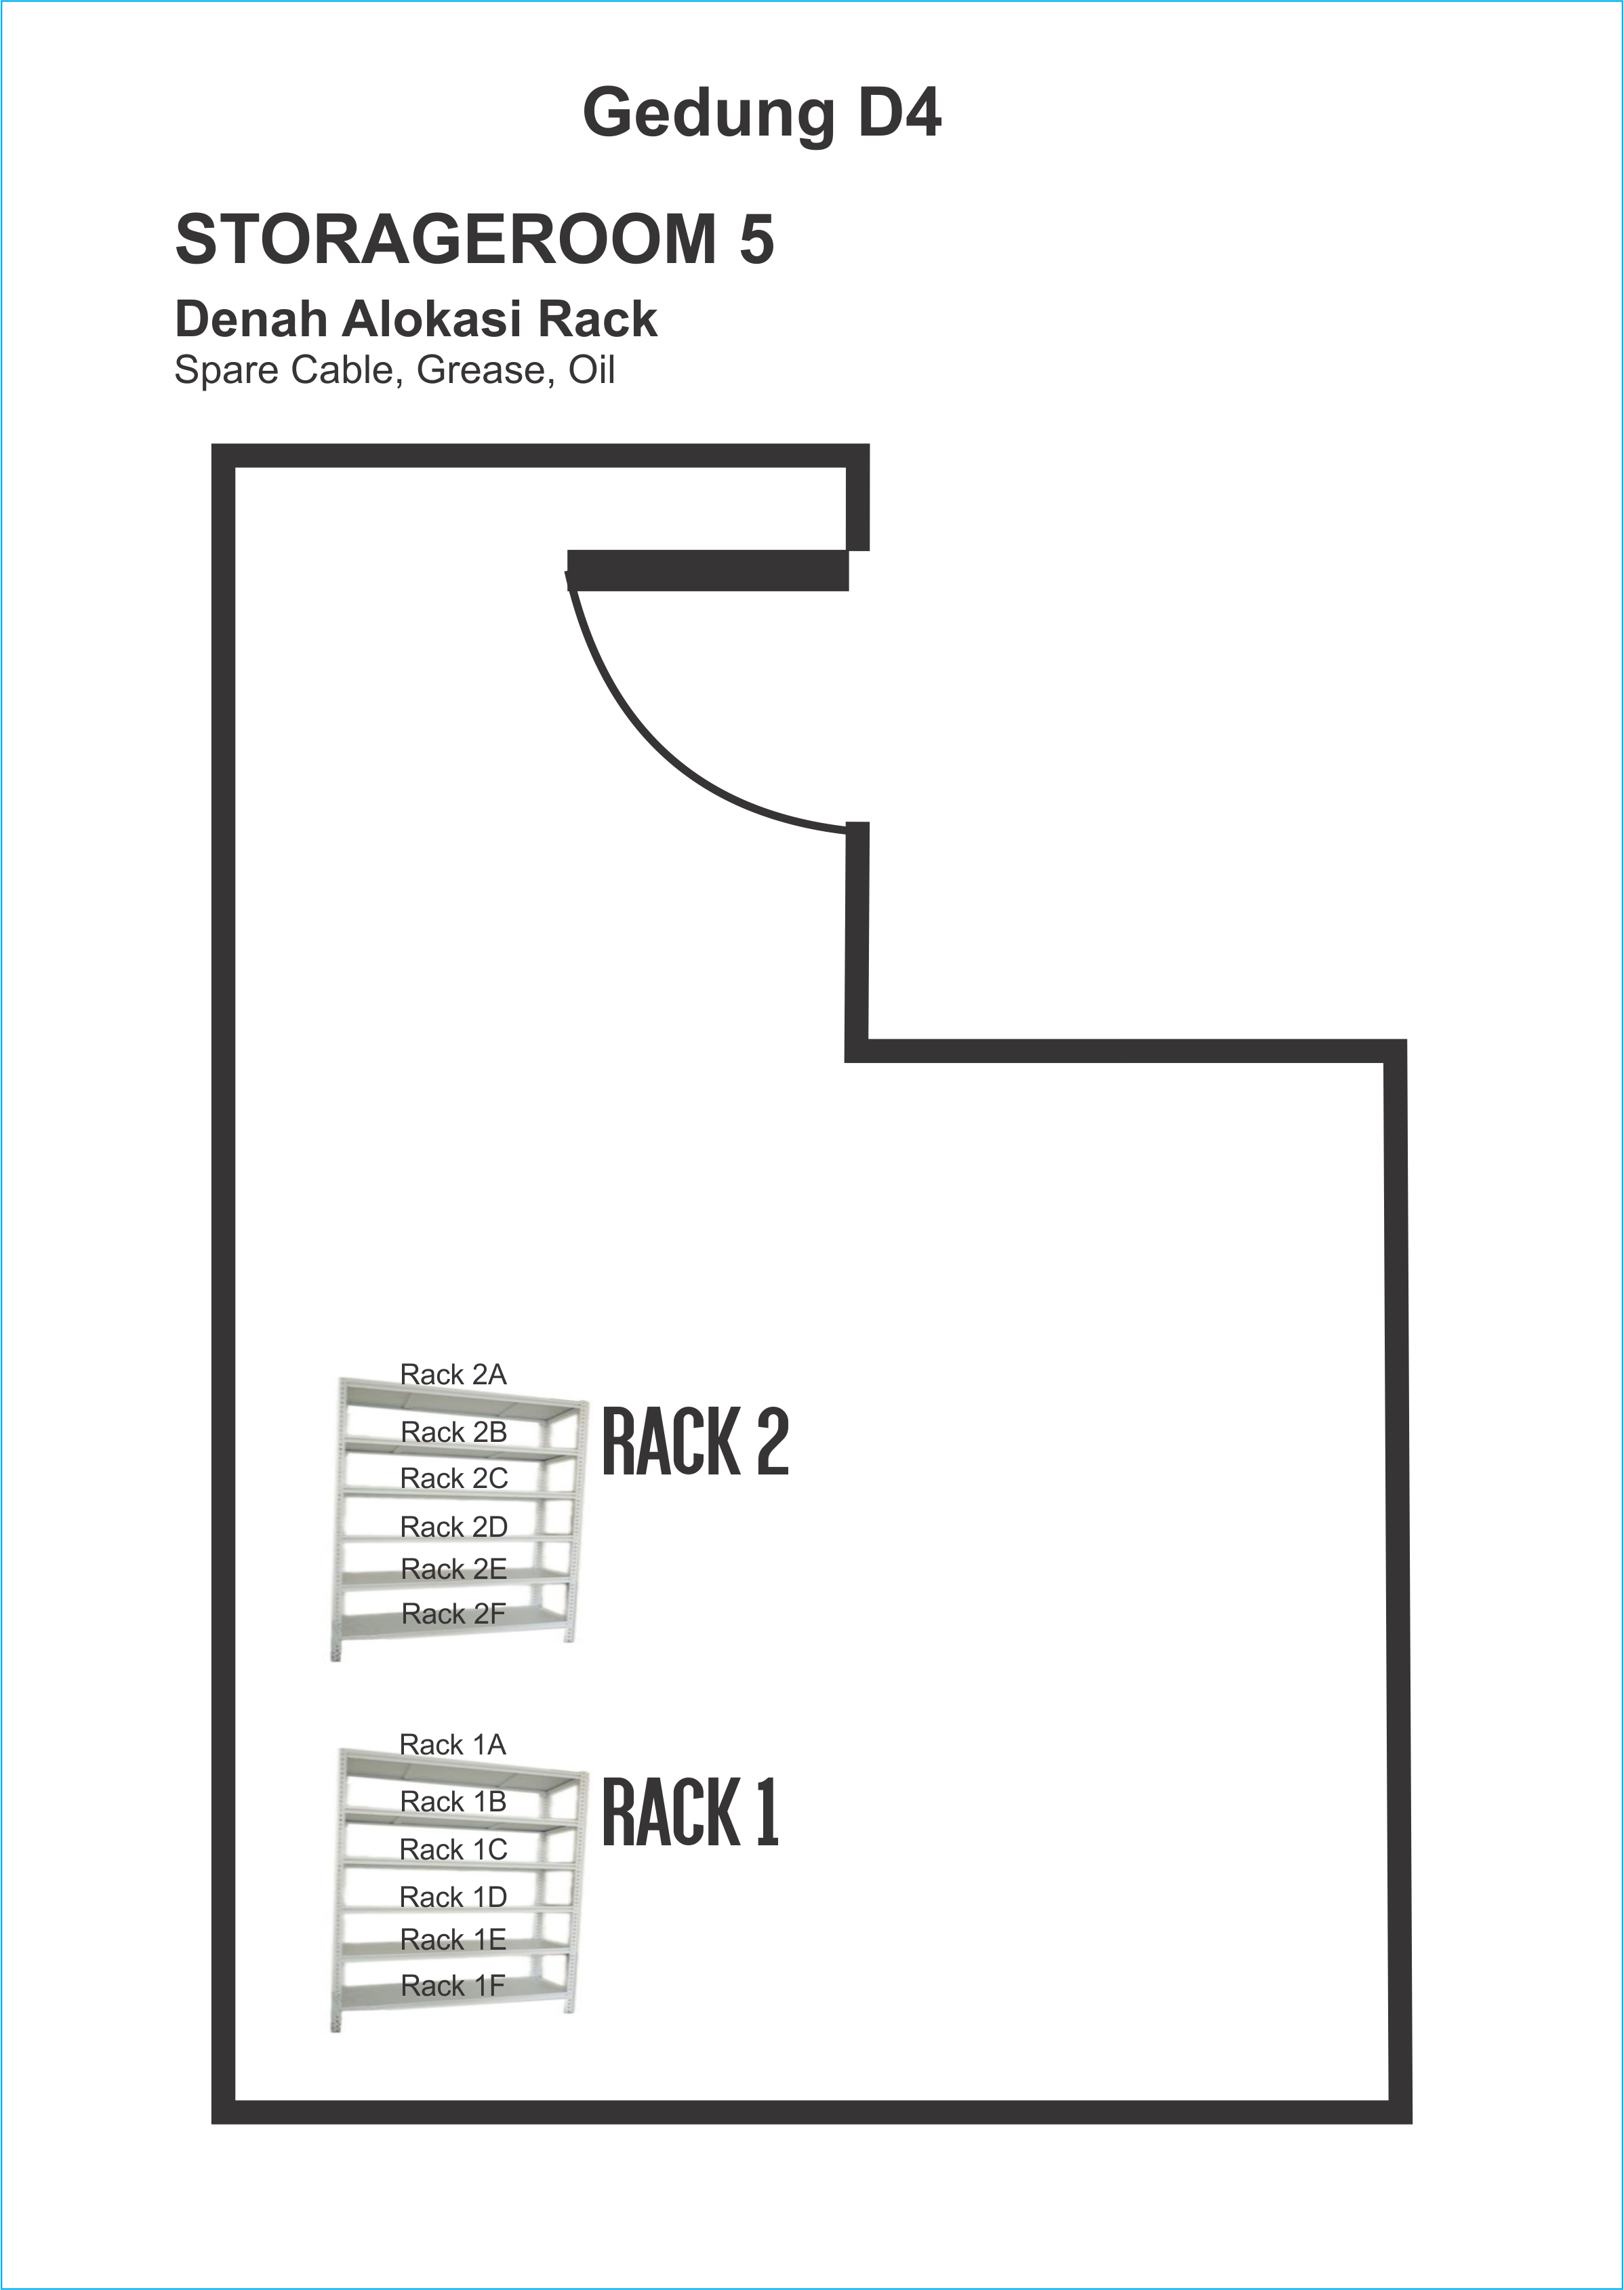 Gedung D4
STORAGEROOM 5
Denah Alokasi Rack
Spare Cable, Grease, Oil
Rack 2A
RACK 2
Rack 2B
Rack 2C
Rack 2D
Rack 2E
Rack 2F
Rack 1A
RACK 1
Rack 1B
Rack 1C
Rack 1D
Rack 1E
Rack 1F